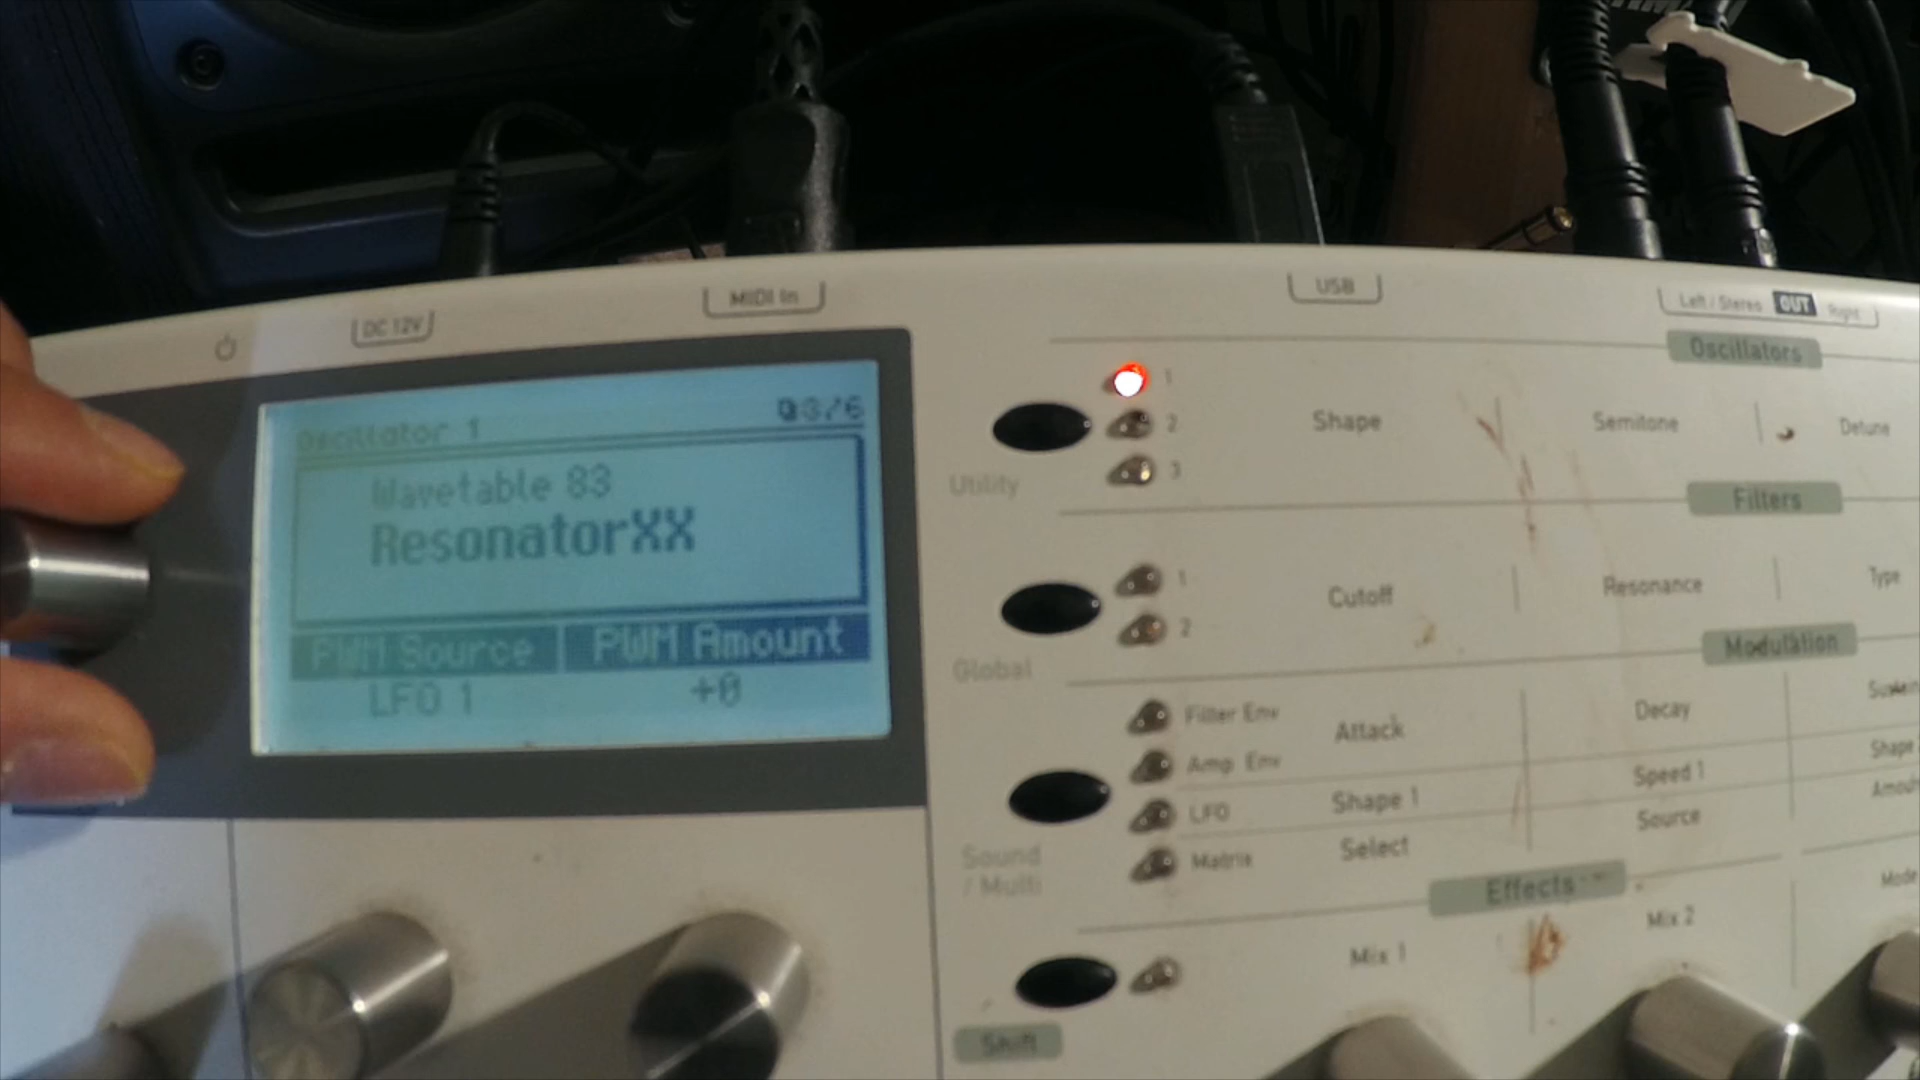 DC 12V
MIDI In
USB
Left / Stereo OUT Right
Oscillator 1
03/6
Wavetable 83
ResonatorXX
PWM Source PWM Amount
LFO 1 +0
Oscillators
1
2
3
Utility
Shape Semitone Detune
Filters
1
2
Global
Cutoff Resonance Type
Modulation
Filter Env
Amp Env
LFO
Matrix
Sound
/ Multi
Attack Decay Sustain
Shape 1 Speed 1 Shape
Select Source
Effects
Mix 1 Mix 2 Mode
Shift